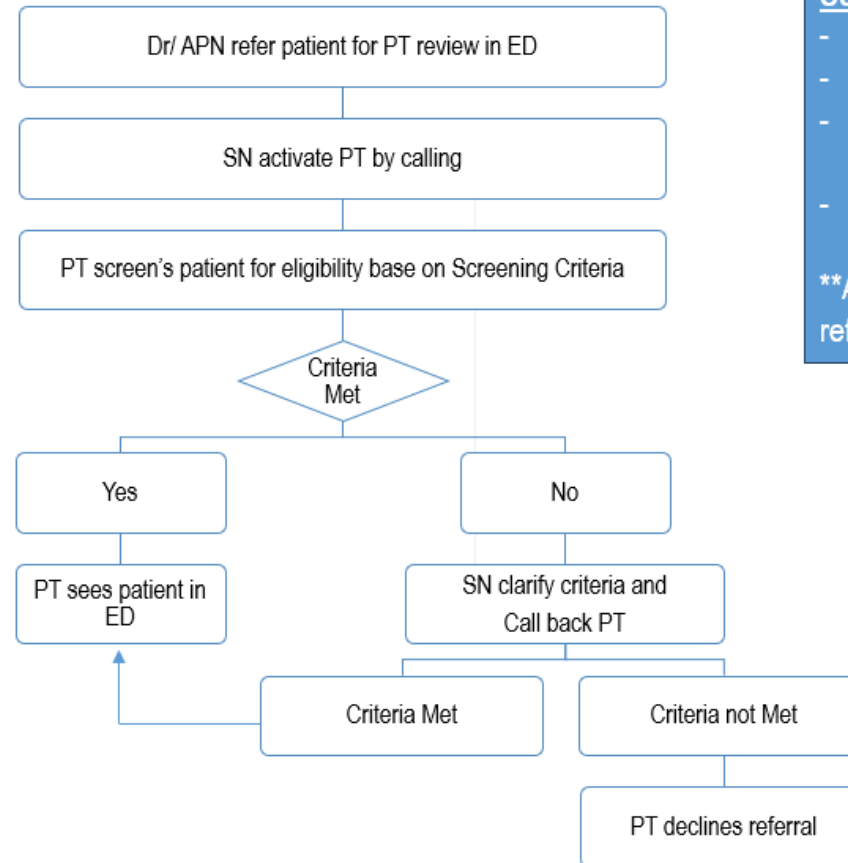 Dr/ APN refer patient for PT review in ED
SN activate PT by calling
PT screen's patient for eligibility base on Screening Criteria
Criteria
Met
Yes
No
PT sees patient in
ED
SN clarify criteria and
Call back PT
Criteria Met
Criteria not Met
PT declines referral
-
-
-
-